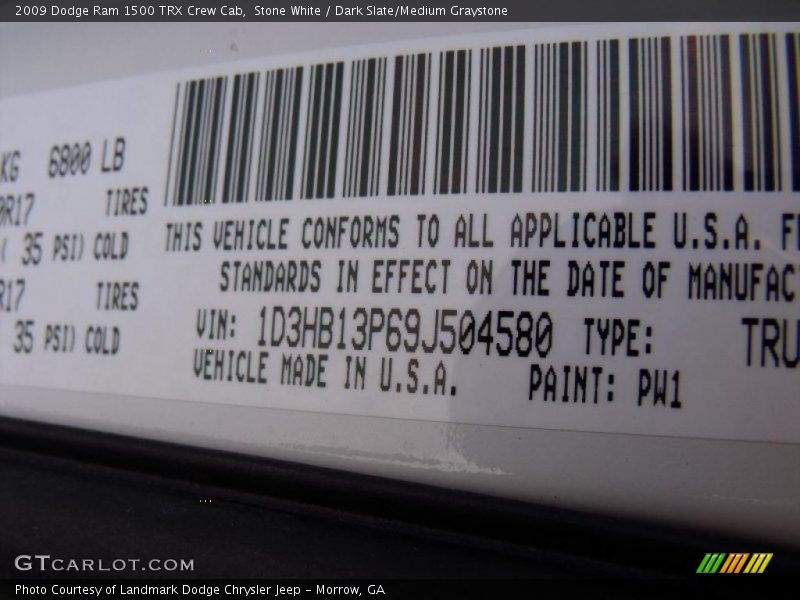 2009 Dodge Ram 1500 TRX Crew Cab, Stone White / Dark Slate/Medium Graystone
KG 6800 LB
0R17 TIRES
( 35 PSI) COLD
R17 TIRES
35 PSI) COLD
THIS VEHICLE CONFORMS TO ALL APPLICABLE U.S.A. F
STANDARDS IN EFFECT ON THE DATE OF MANUFAC
VIN: 1D3HB13P69J504580 TYPE: TRU
VEHICLE MADE IN U.S.A. PAINT: PW1
GTCARLOT.COM
Photo Courtesy of Landmark Dodge Chrysler Jeep - Morrow, GA